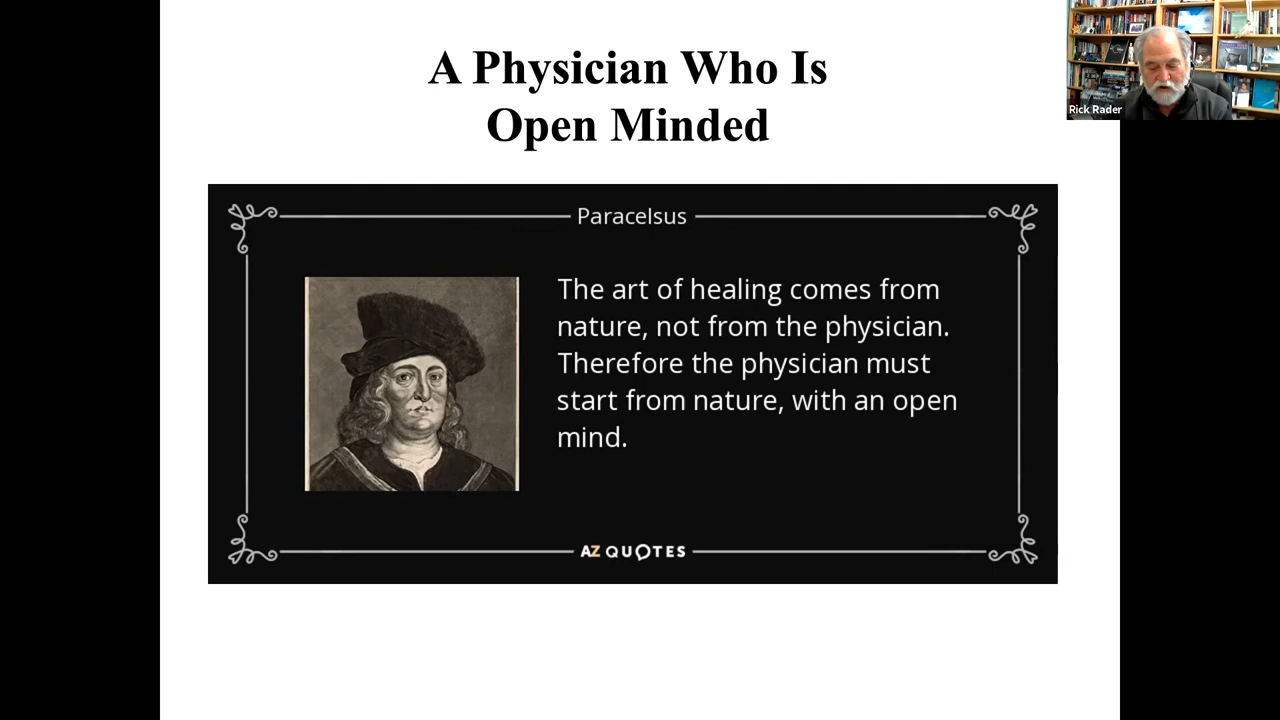 A Physician Who Is
Open Minded
Rick Rader
Paracelsus
The art of healing comes from
nature, not from the physician.
Therefore the physician must
start from nature, with an open
mind.
AZ QUOTES